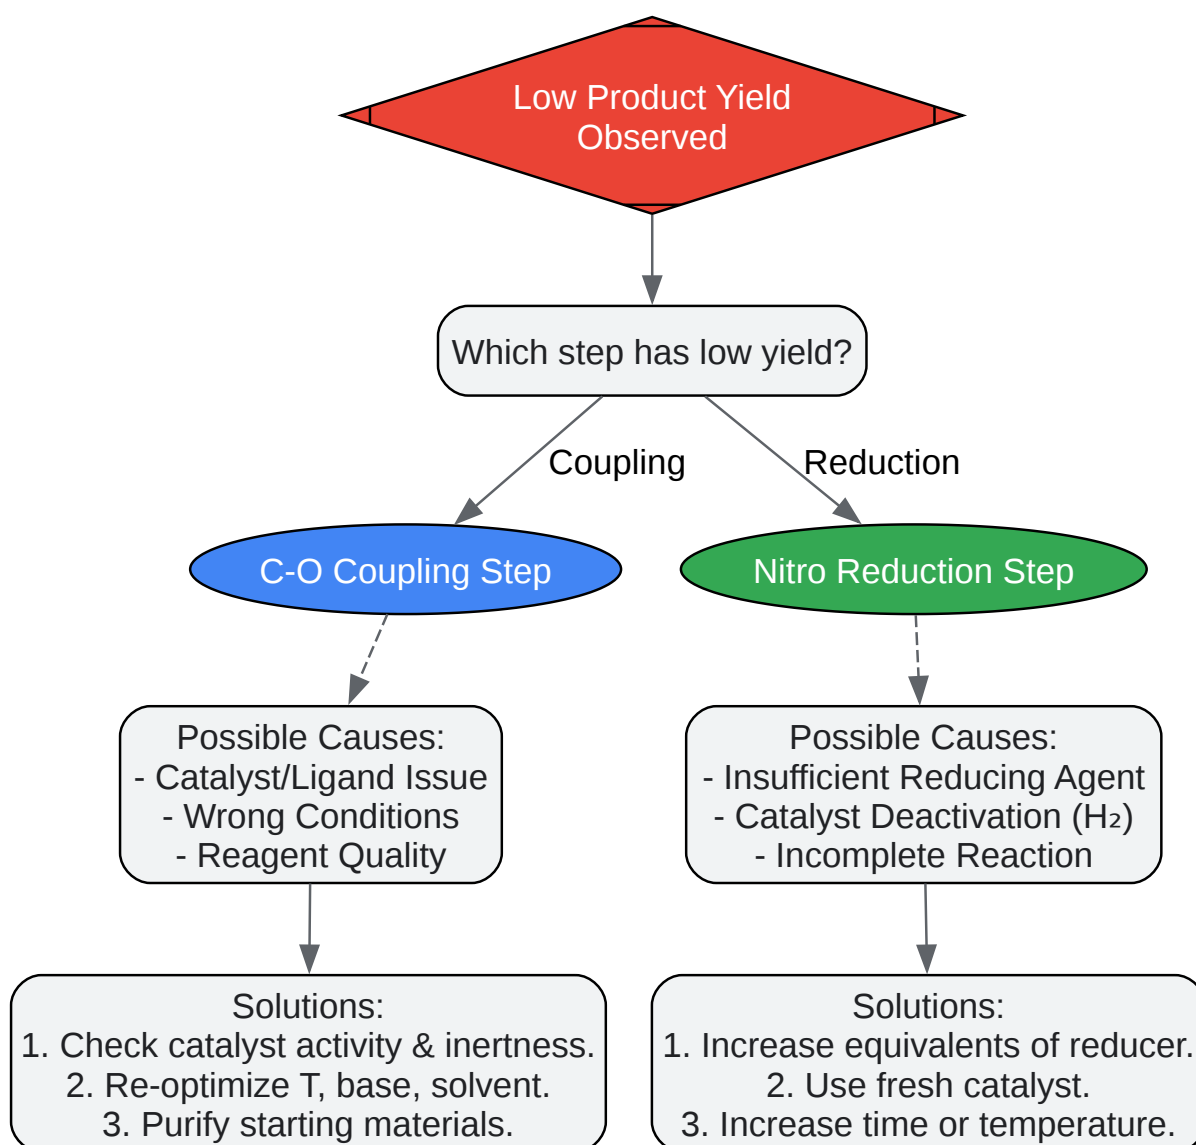 Low Product Yield
Observed
Which step has low yield?
Coupling
Reduction
C-O Coupling Step
Nitro Reduction Step
Possible Causes:
- Catalyst/Ligand Issue
- Wrong Conditions
- Reagent Quality
Possible Causes:
- Insufficient Reducing Agent
- Catalyst Deactivation (H₂)
- Incomplete Reaction
Solutions:
1. Check catalyst activity & inertness.
2. Re-optimize T, base, solvent.
3. Purify starting materials.
Solutions:
1. Increase equivalents of reducer.
2. Use fresh catalyst.
3. Increase time or temperature.